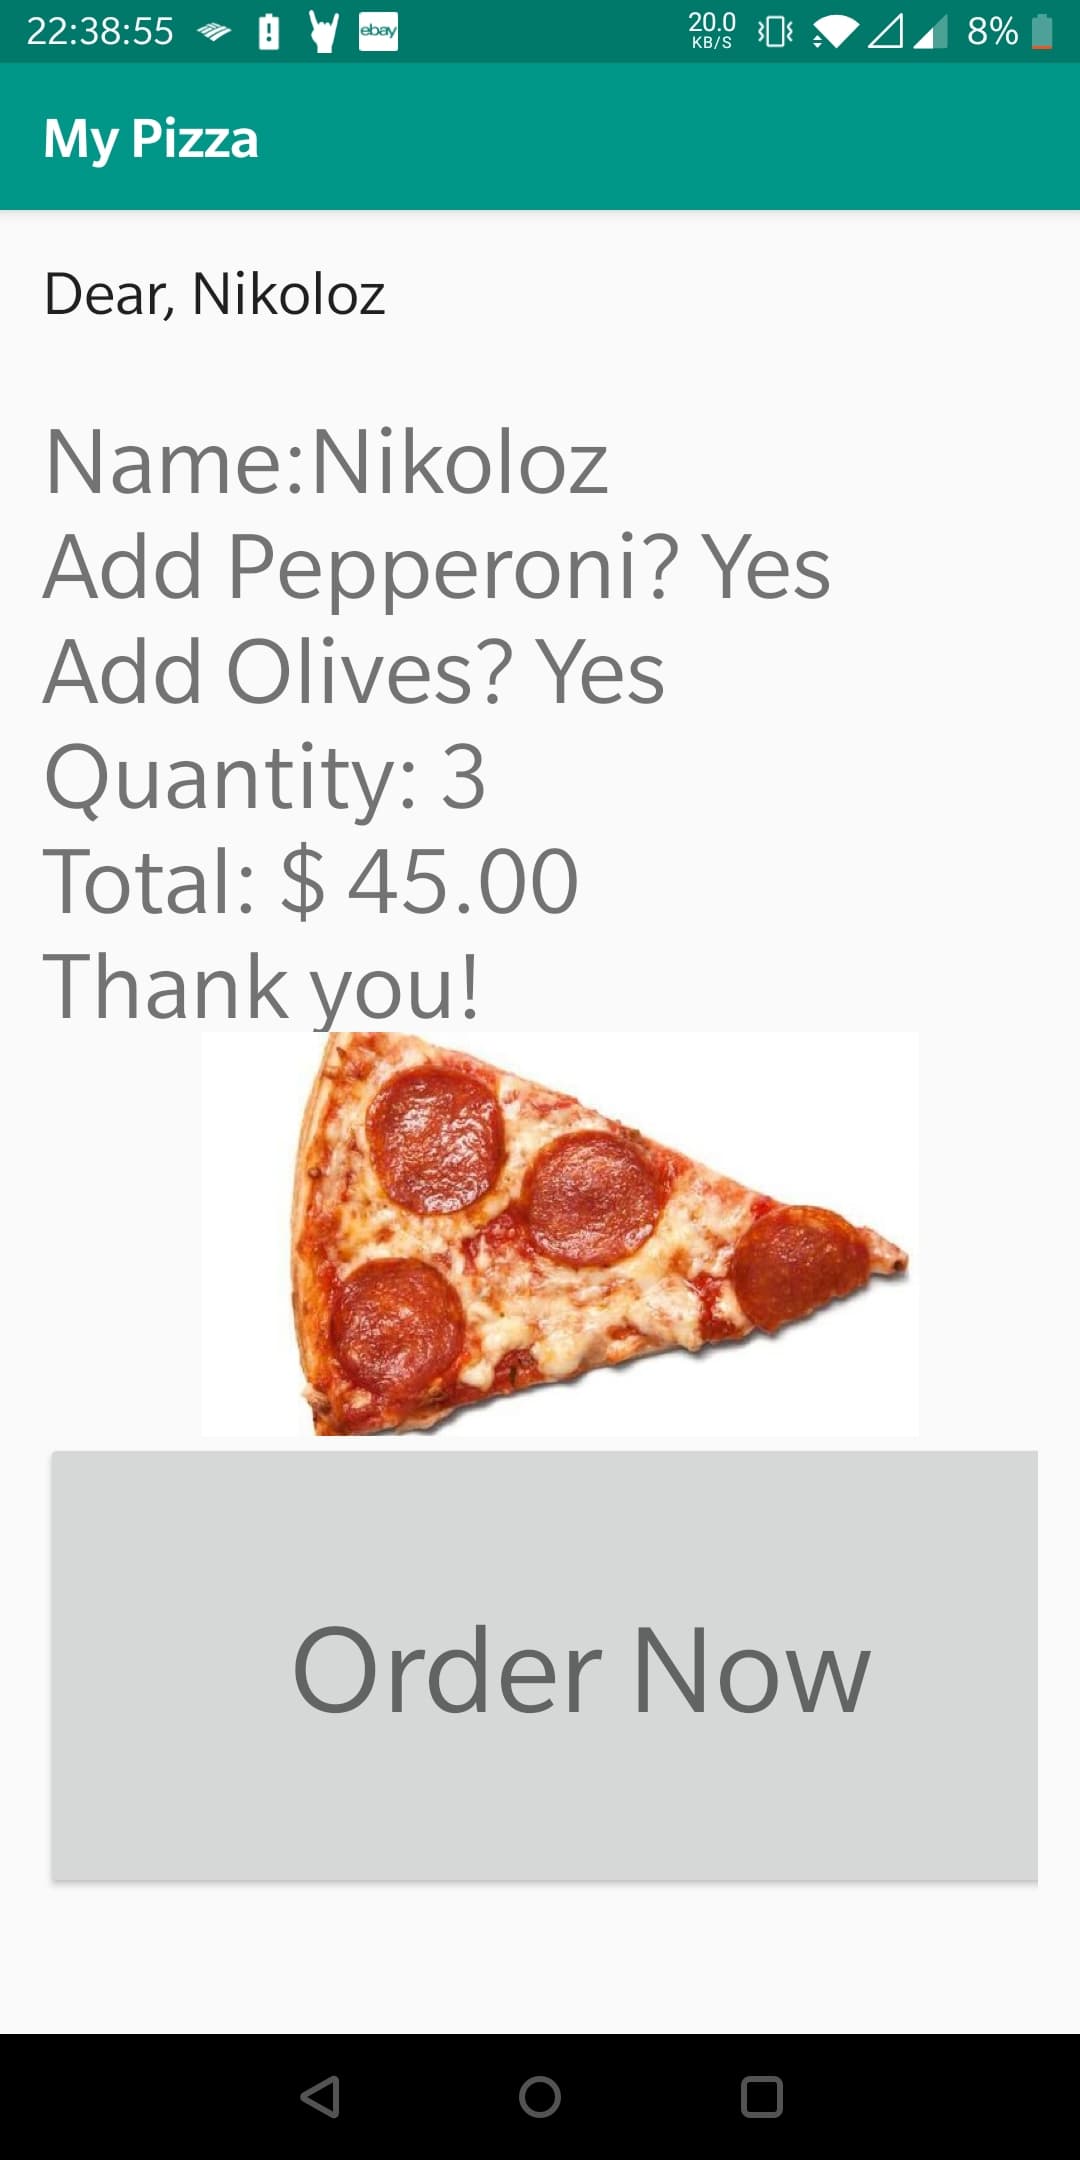 22:38:55
ebay
20.0
KB/S
8%
My Pizza
Dear, Nikoloz
Name:Nikoloz
Add Pepperoni? Yes
Add Olives? Yes
Quantity: 3
Total: $ 45.00
Thank you!
Order Now